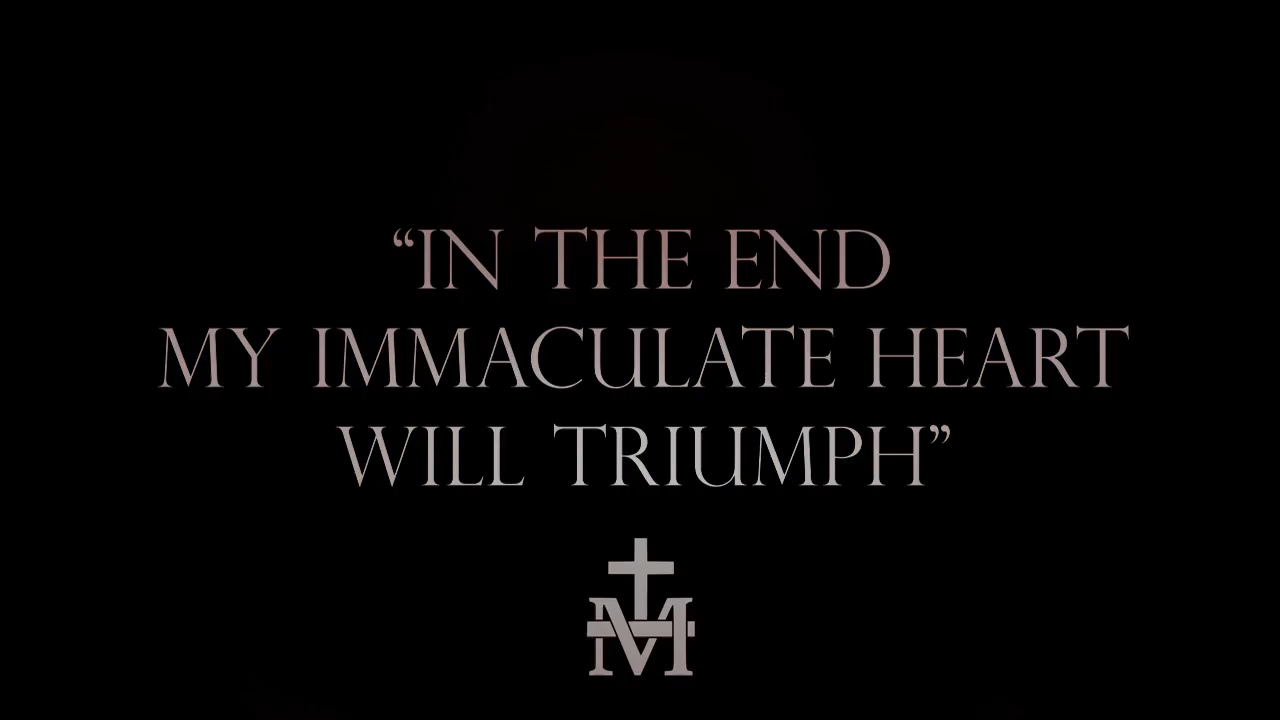 “IN THE END
MY IMMACULATE HEART
WILL TRIUMPH”
M